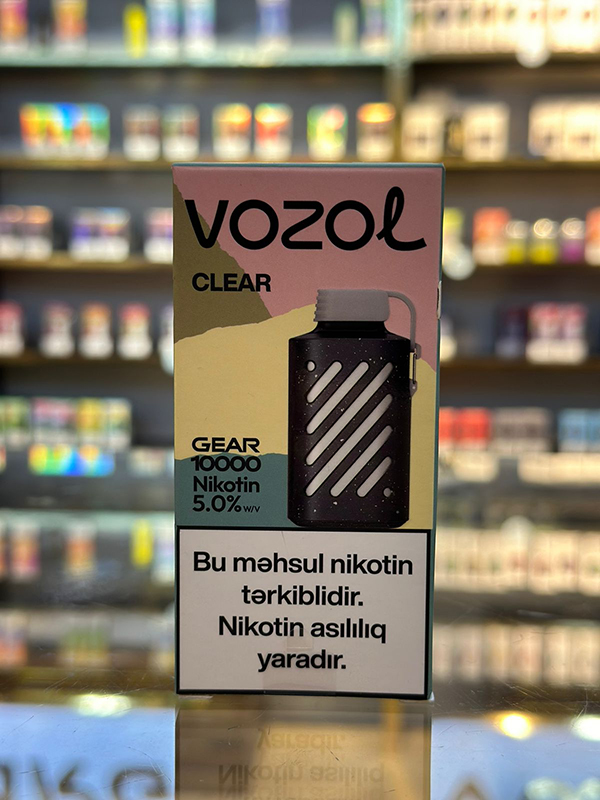 VOZOL
CLEAR
GEAR
10000
Nikotin
5.0% w/v
Bu məhsul nikotin
tərkiblidir.
Nikotin asılılıq
yaradır.